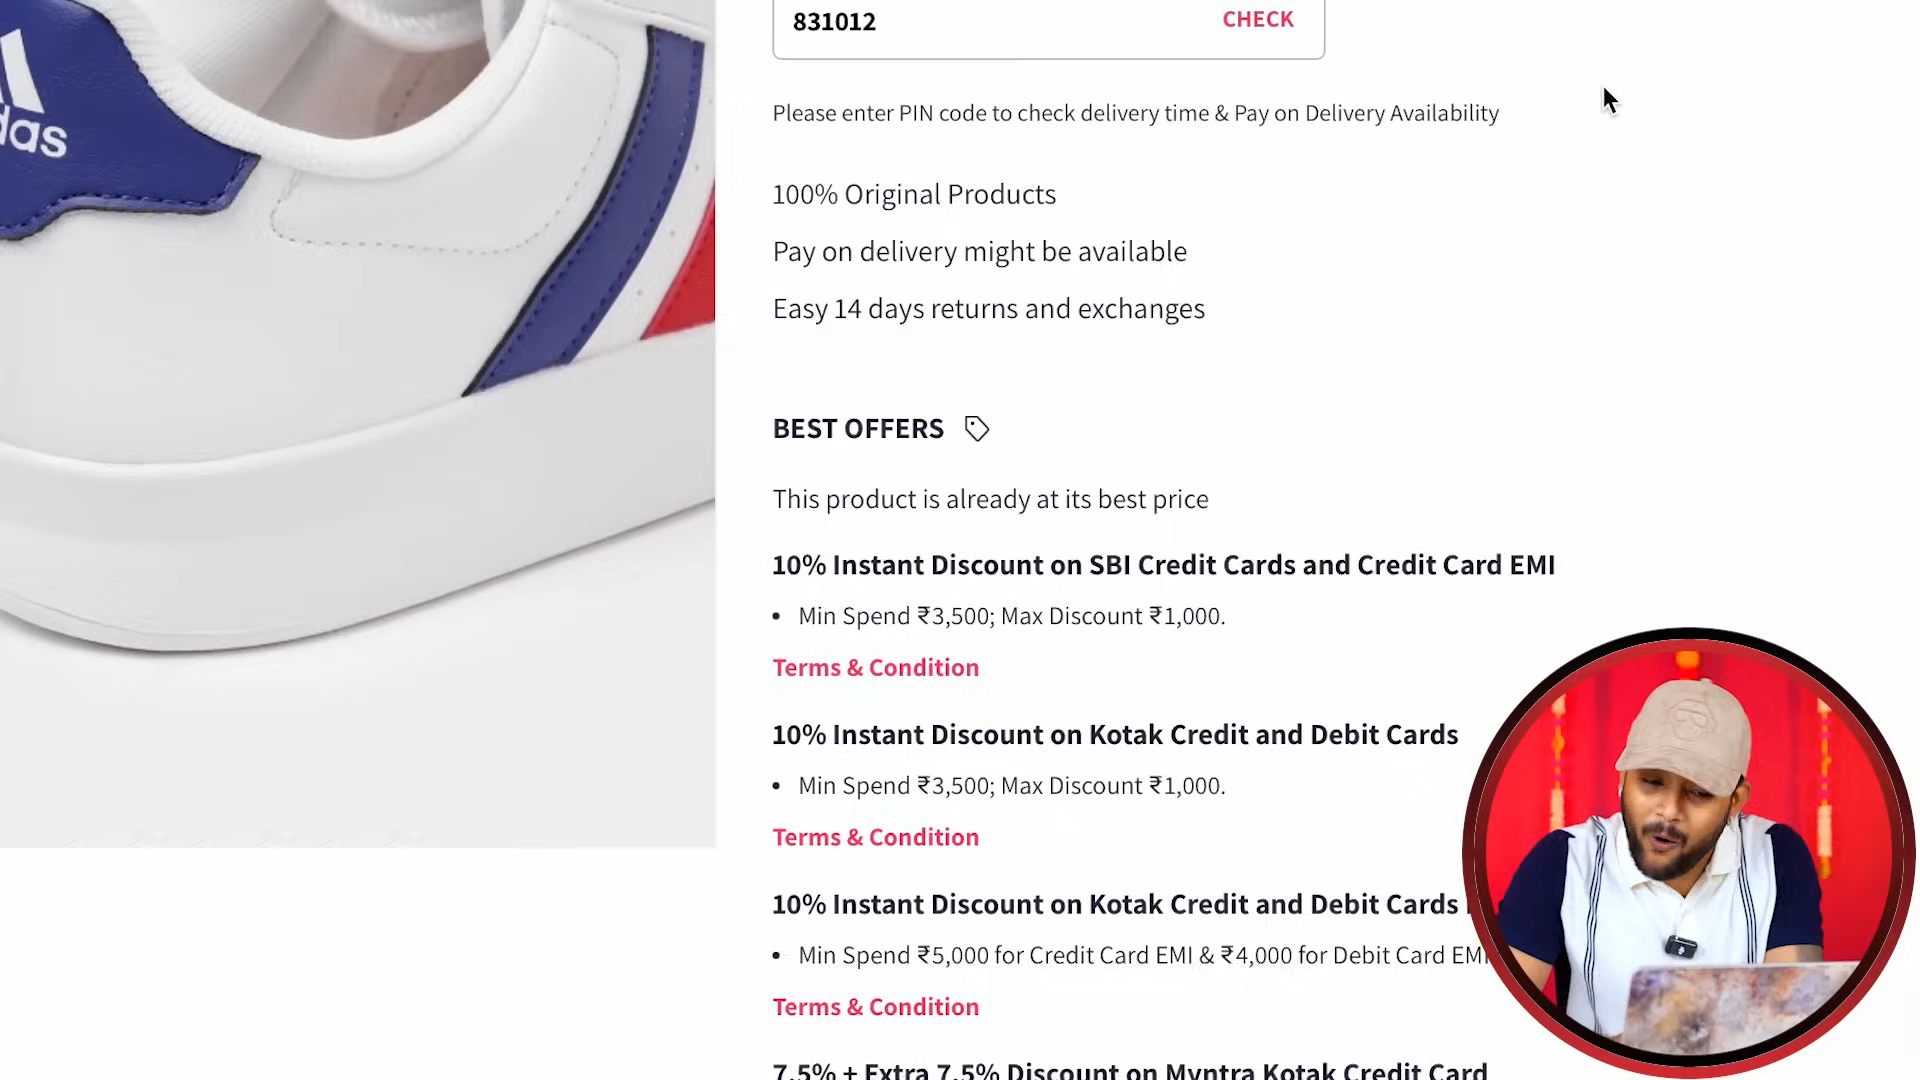 831012
CHECK
das
Please enter PIN code to check delivery time & Pay on Delivery Availability
100% Original Products
Pay on delivery might be available
Easy 14 days returns and exchanges
BEST OFFERS
This product is already at its best price
10% Instant Discount on SBI Credit Cards and Credit Card EMI
• Min Spend ₹3,500; Max Discount ₹1,000.
Terms & Condition
10% Instant Discount on Kotak Credit and Debit Cards
• Min Spend ₹3,500; Max Discount ₹1,000.
Terms & Condition
10% Instant Discount on Kotak Credit and Debit Cards
• Min Spend ₹5,000 for Credit Card EMI & ₹4,000 for Debit Card EMI
Terms & Condition
7.5% + Extra 7.5% Discount on Myntra Kotak Credit Card